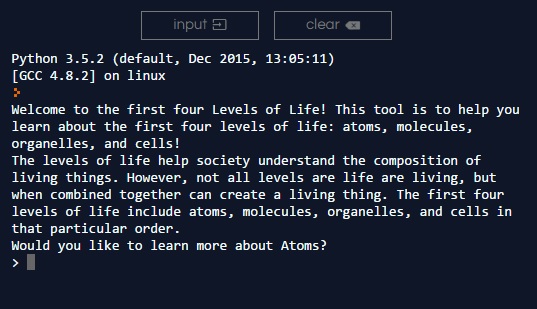 input
clear
Python 3.5.2 (default, Dec 2015, 13:05:11)
[GCC 4.8.2] on linux
Welcome to the first four Levels of Life! This tool is to help you
learn about the first four levels of life: atoms, molecules,
organelles, and cells!
The levels of life help society understand the composition of
living things. However, not all levels are life are living, but
when combined together can create a living thing. The first four
levels of life include atoms, molecules, organelles, and cells in
that particular order.
Would you like to learn more about Atoms?
>